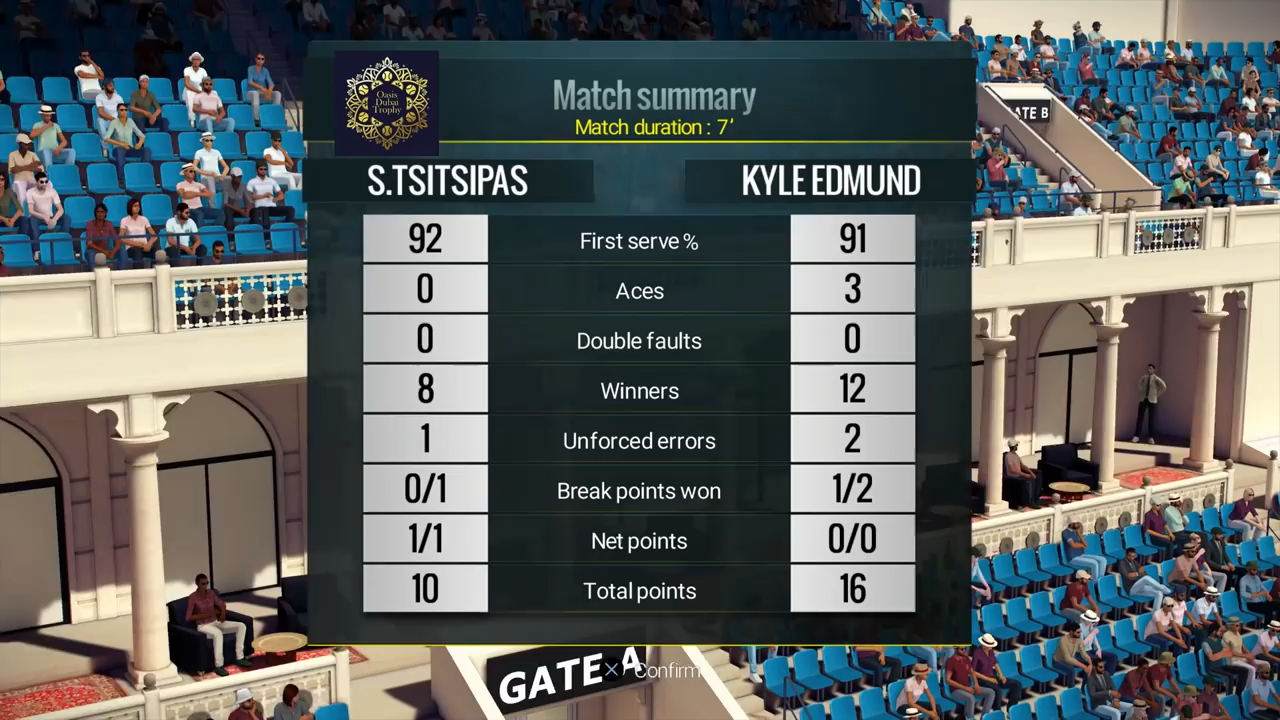 Oasis
Dubai
Trophy
Match summary
Match duration : 7'
S.TSITSIPAS
KYLE EDMUND
92 First serve % 91
0 Aces 3
0 Double faults 0
8 Winners 12
1 Unforced errors 2
0/1 Break points won 1/2
1/1 Net points 0/0
10 Total points 16
GATE B
GATE A
Confirm